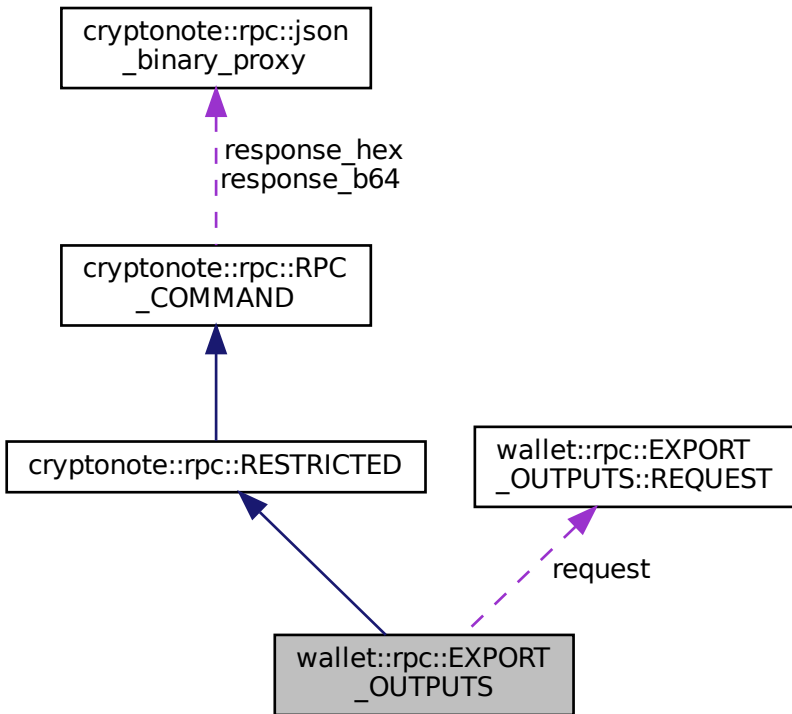 cryptonote::rpc::json
_binary_proxy
response_hex
response_b64
cryptonote::rpc::RPC
_COMMAND
cryptonote::rpc::RESTRICTED
wallet::rpc::EXPORT
_OUTPUTS::REQUEST
request
wallet::rpc::EXPORT
_OUTPUTS